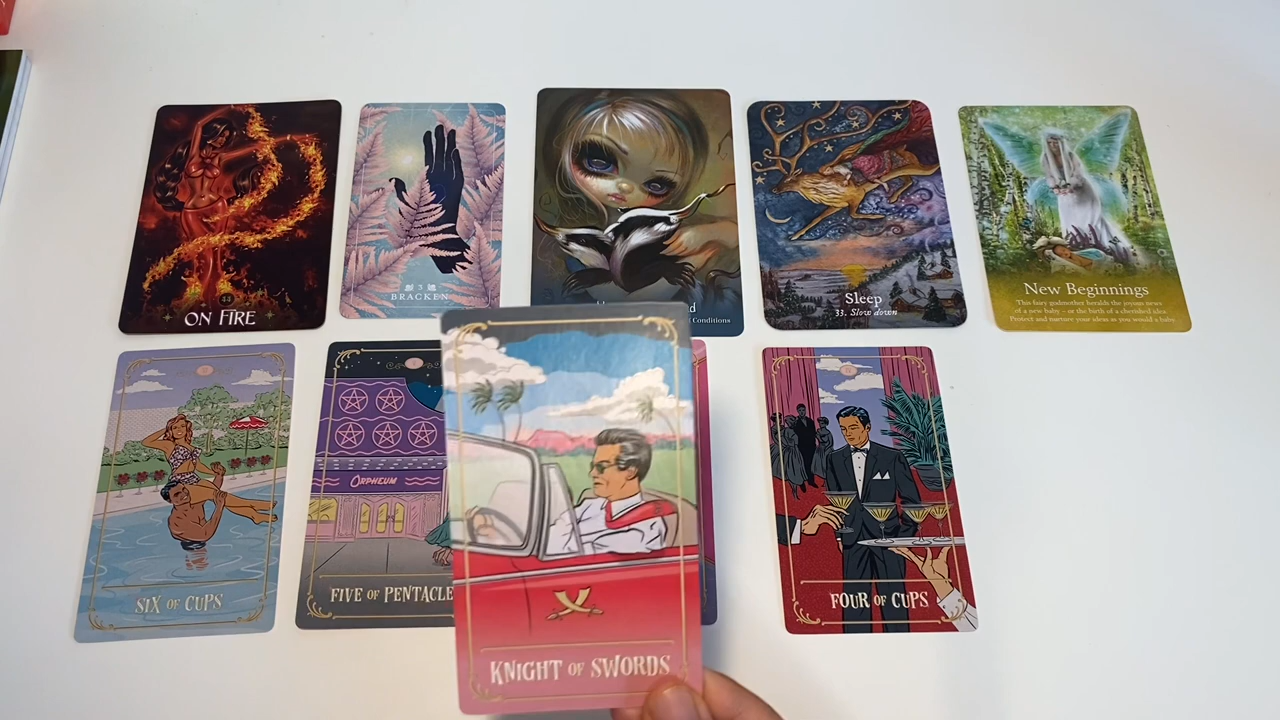 44
ON FIRE
3
BRACKEN
d
Conditions
Sleep
33. Slow down
New Beginnings
This fairy godmother heralds the joyous news
of a new baby – or the birth of a cherished idea.
Protect and nurture your ideas as you would a baby.
SIX OF CUPS
ORPHEUM
FIVE OF PENTACLE
KNIGHT OF SWORDS
FOUR OF CUPS